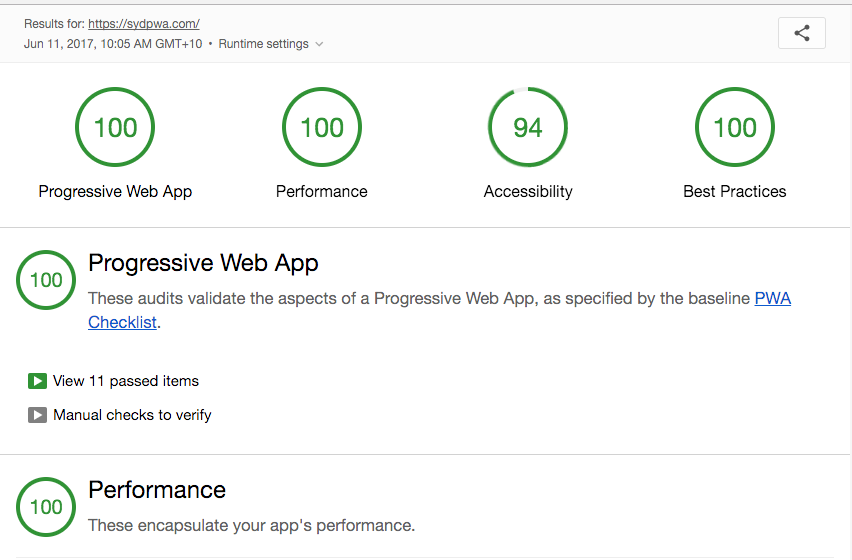 Results for: https://sydpwa.com/
Jun 11, 2017, 10:05 AM GMT+10 • Runtime settings
100
100
94
100
Progressive Web App
Performance
Accessibility
Best Practices
100
Progressive Web App
These audits validate the aspects of a Progressive Web App, as specified by the baseline PWA
Checklist.
View 11 passed items
Manual checks to verify
100
Performance
These encapsulate your app's performance.